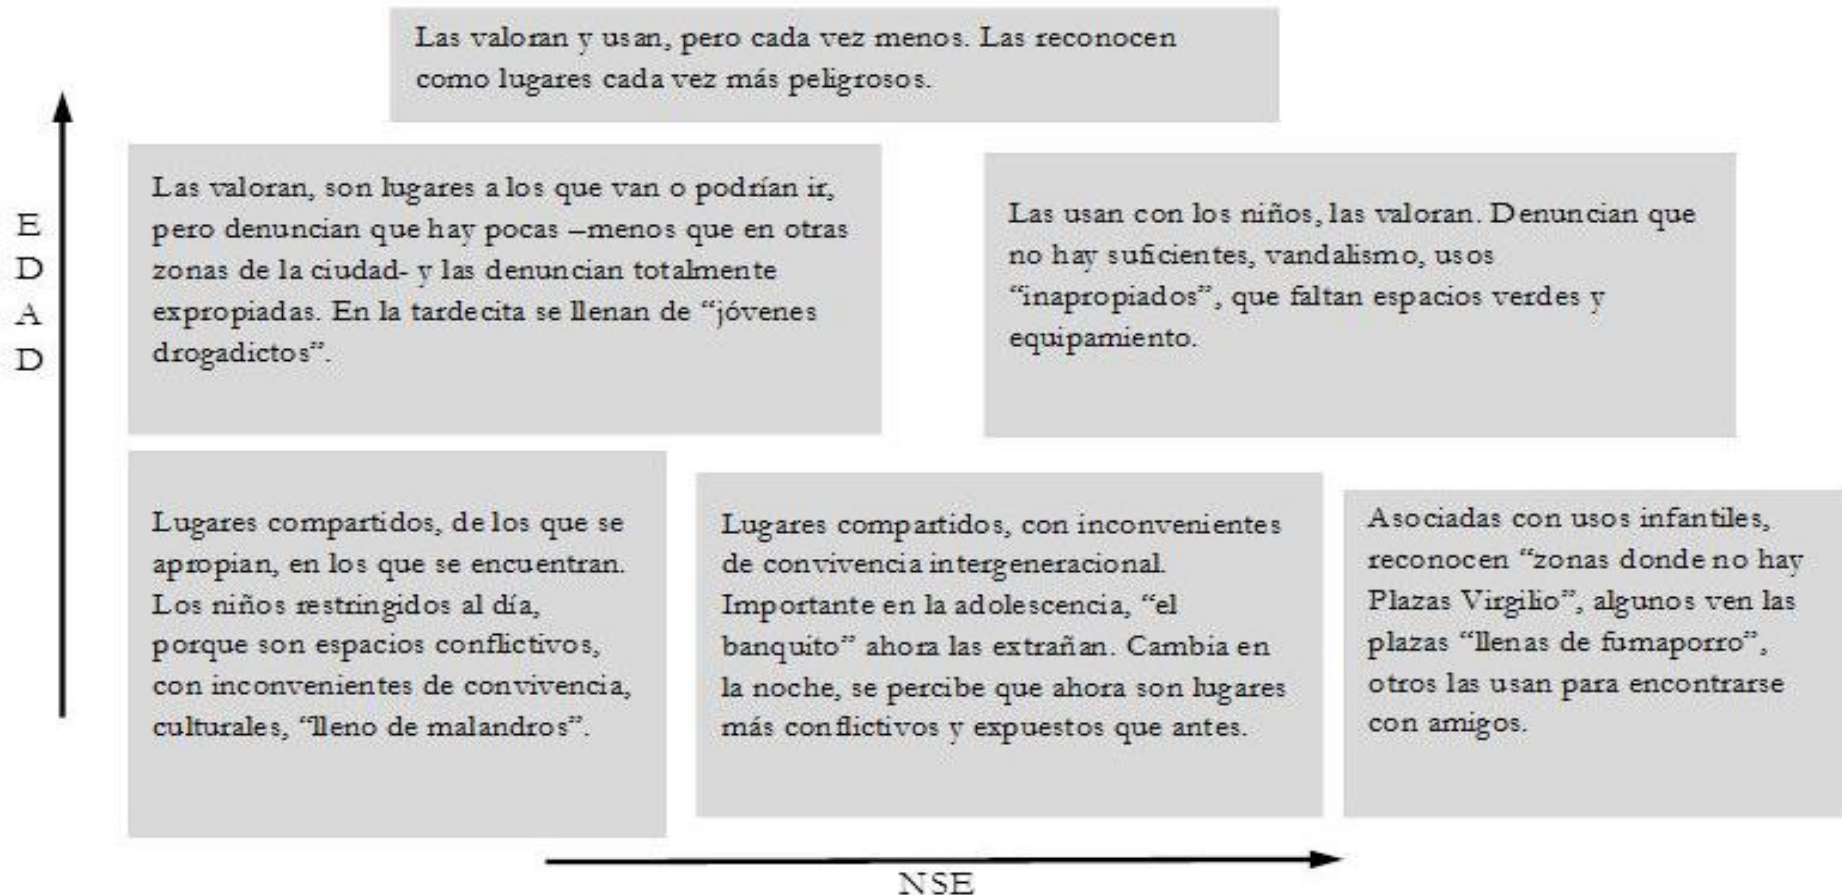 Las valoran y usan, pero cada vez menos. Las reconocen
como lugares cada vez más peligrosos.
E
D
A
D
Las valoran, son lugares a los que van o podrían ir,
pero denuncian que hay pocas –menos que en otras
zonas de la ciudad- y las denuncian totalmente
expropiadas. En la tardecita se llenan de “jóvenes
drogadictos”.
Las usan con los niños, las valoran. Denuncian que
no hay suficientes, vandalismo, usos
“inapropiados”, que faltan espacios verdes y
equipamiento.
Lugares compartidos, de los que se
apropian, en los que se encuentran.
Los niños restringidos al día,
porque son espacios conflictivos,
con inconvenientes de convivencia,
culturales, “lleno de malandros”.
Lugares compartidos, con inconvenientes
de convivencia intergeneracional.
Importante en la adolescencia, “el
banquito” ahora las extrañan. Cambia en
la noche, se percibe que ahora son lugares
más conflictivos y expuestos que antes.
Asociadas con usos infantiles,
reconocen “zonas donde no hay
Plazas Virgilio”, algunos ven las
plazas “llenas de fumaporro”,
otros las usan para encontrarse
con amigos.
NSE